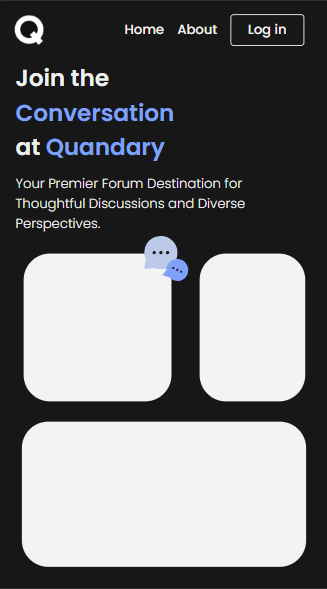 Q
Home About Log in
Join the
Conversation
at Quandary
Your Premier Forum Destination for
Thoughtful Discussions and Diverse
Perspectives.